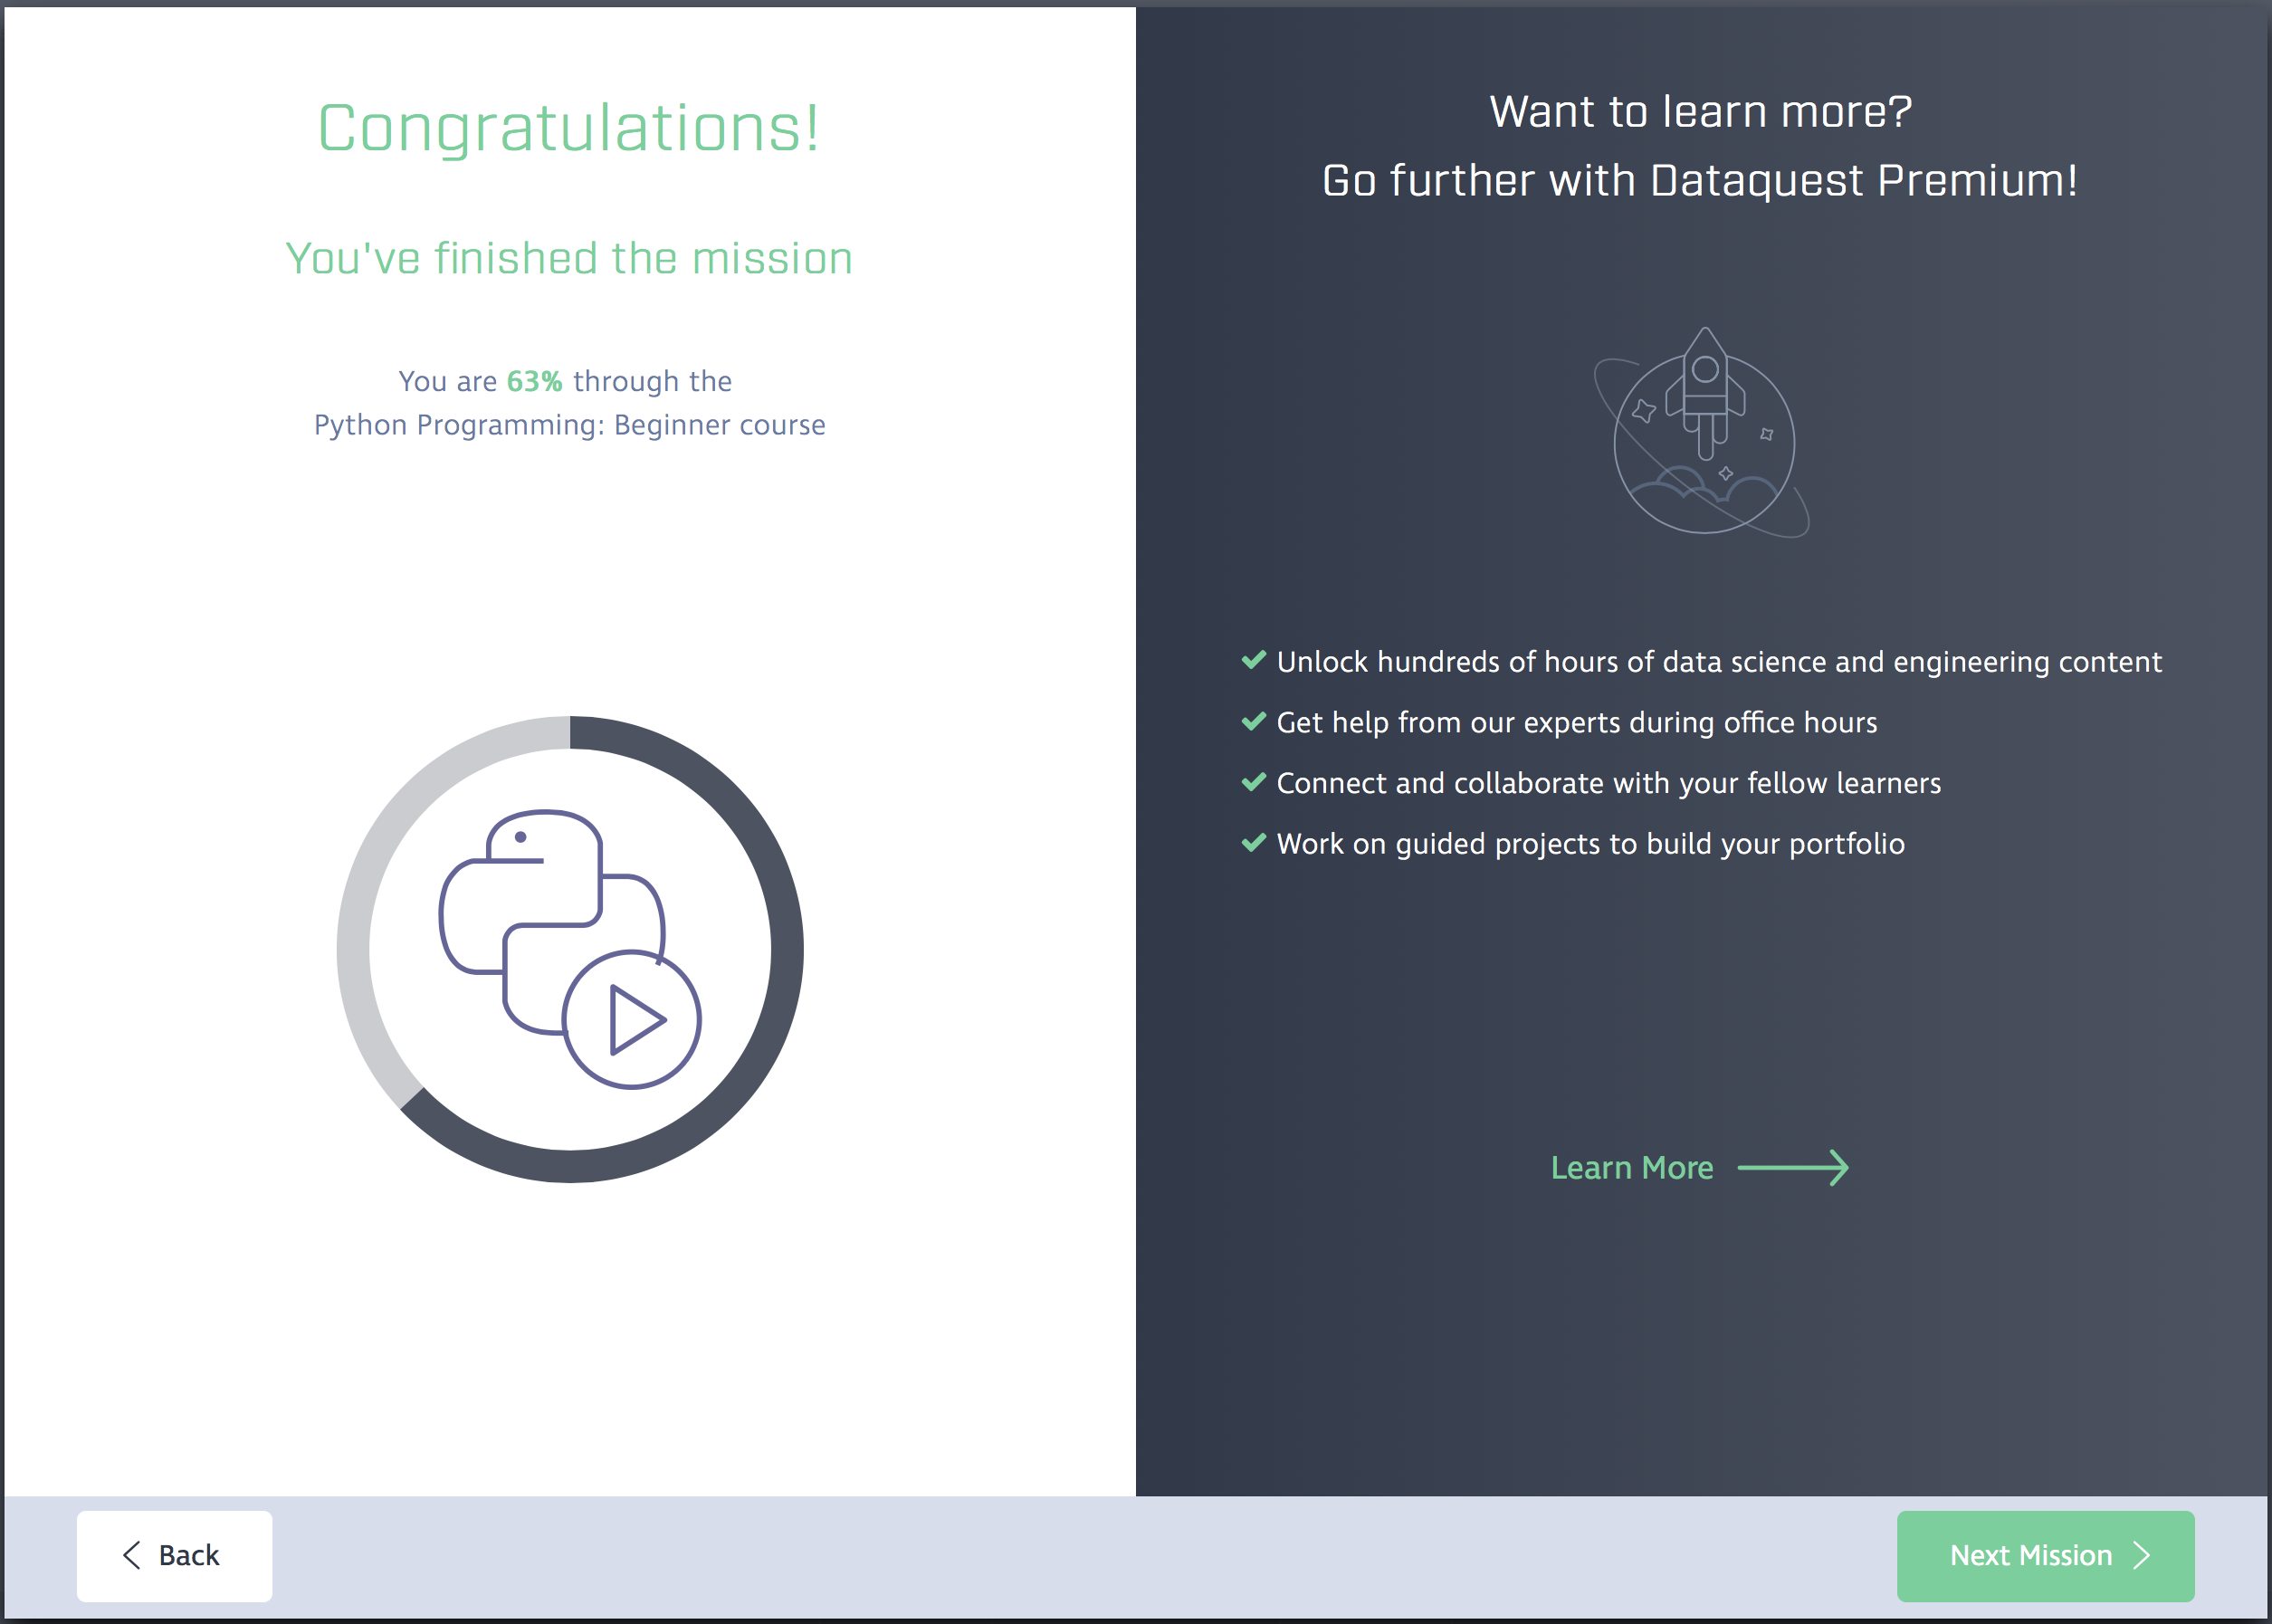 Congratulations!
You've finished the mission
You are 63% through the
Python Programming: Beginner course
Want to learn more?
Go further with Dataquest Premium!
Unlock hundreds of hours of data science and engineering content
Get help from our experts during office hours
Connect and collaborate with your fellow learners
Work on guided projects to build your portfolio
Learn More
Back
Next Mission